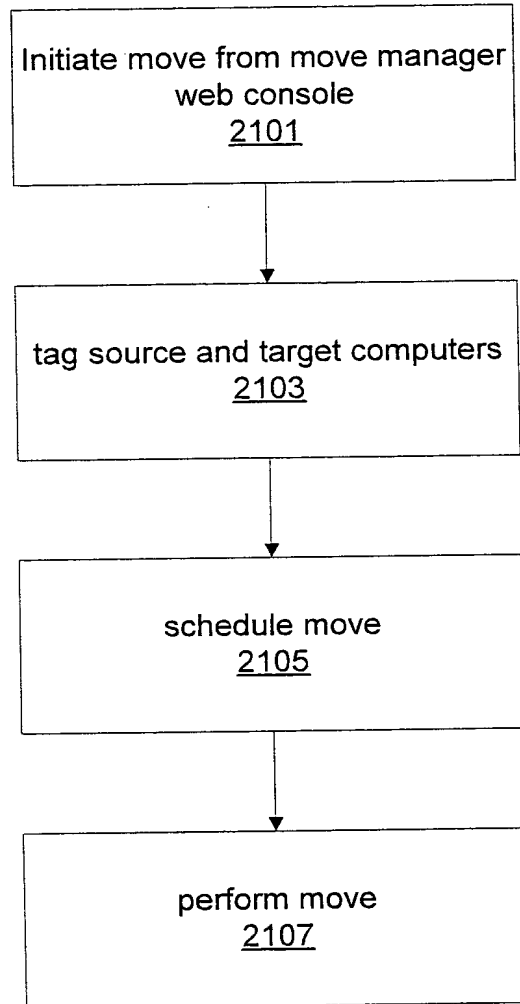 Initiate move from move manager
web console
2101
tag source and target computers
2103
schedule move
2105
perform move
2107